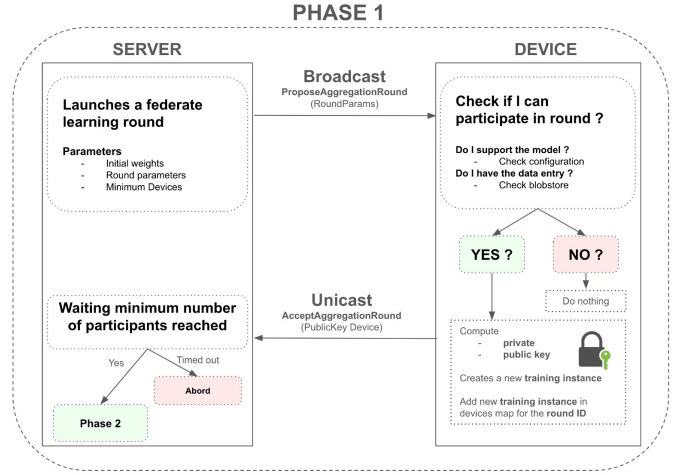 PHASE 1
SERVER
Launches a federate
learning round
Parameters
- Initial weights
- Round parameters
- Minimum Devices
Waiting minimum number
of participants reached
Yes
Timed out
Abord
Phase 2
Broadcast
ProposeAggregationRound
(RoundParams)
Unicast
AcceptAggregationRound
(PublicKey Device)
DEVICE
Check if I can
participate in round ?
Do I support the model ?
- Check configuration
Do I have the data entry ?
- Check blobstore
YES ?
NO ?
Do nothing
Compute
- private
- public key
Creates a new training instance
Add new training instance in
devices map for the round ID